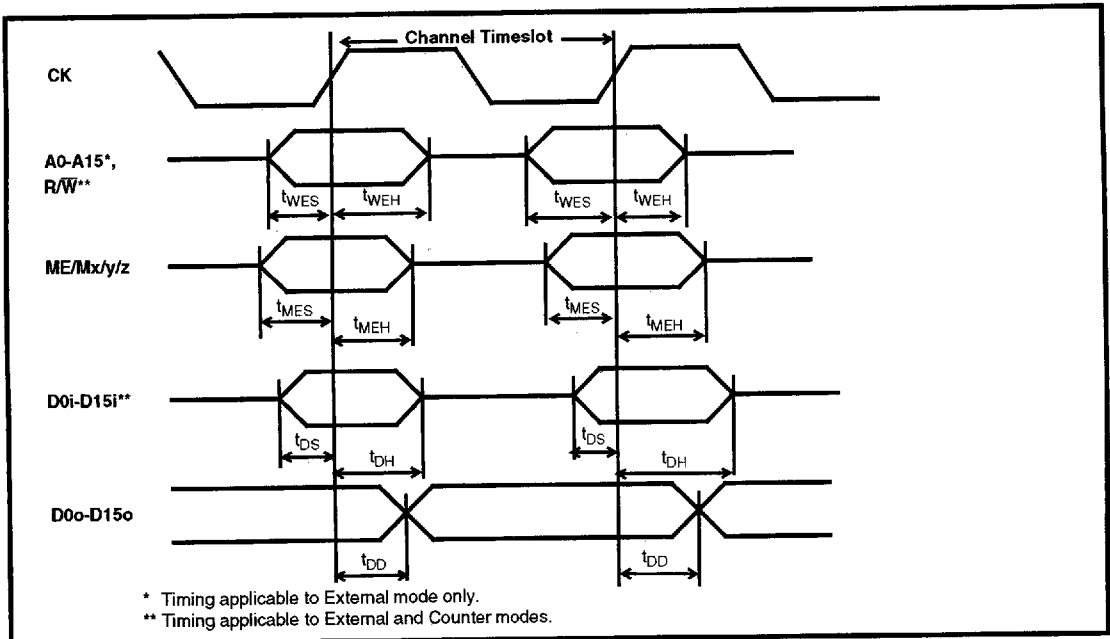 Channel Timeslot
CK
A0-A15*,
R/W̅**
tWES
tWEH
tWES
tWEH
ME/Mx/y/z
tMES
tMEH
tMES
tMEH
D0i-D15i**
tDS
tDH
tDS
tDH
D0o-D15o
tDD
tDD
* Timing applicable to External mode only.
** Timing applicable to External and Counter modes.